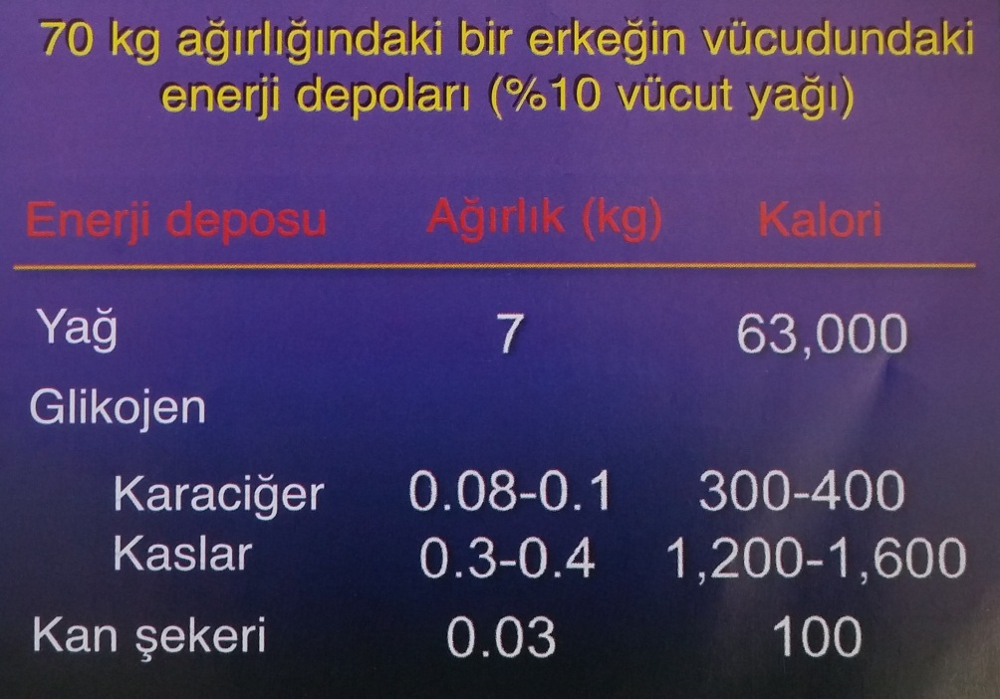 70 kg ağırlığındaki bir erkeğin vücudundaki
enerji depoları (%10 vücut yağı)
Enerji deposu Ağırlık (kg) Kalori
Yağ 7 63,000
Glikojen
Karaciğer 0.08-0.1 300-400
Kaslar 0.3-0.4 1,200-1,600
Kan şekeri 0.03 100